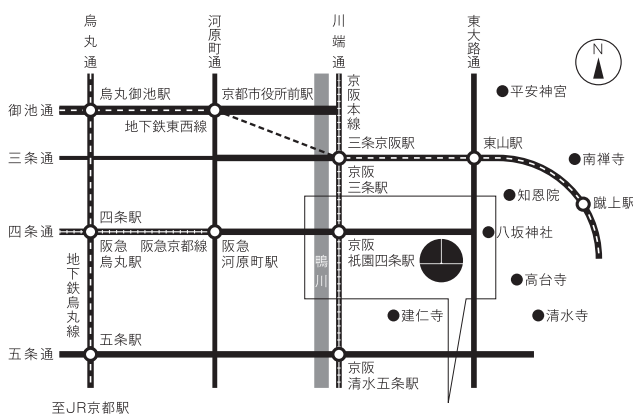 烏丸通
河原町通
川端通
東大路通
N
烏丸御池駅
京都市役所前駅
京阪本線
平安神宮
御池通
地下鉄東西線
三条京阪駅
東山駅
三条通
京阪
三条駅
南禅寺
知恩院
蹴上駅
四条駅
四条通
阪急
烏丸駅
阪急京都線
阪急
河原町駅
鴨川
京阪
祇園四条駅
八坂神社
地下鉄烏丸線
高台寺
建仁寺
清水寺
五条駅
五条通
京阪
清水五条駅
至JR京都駅